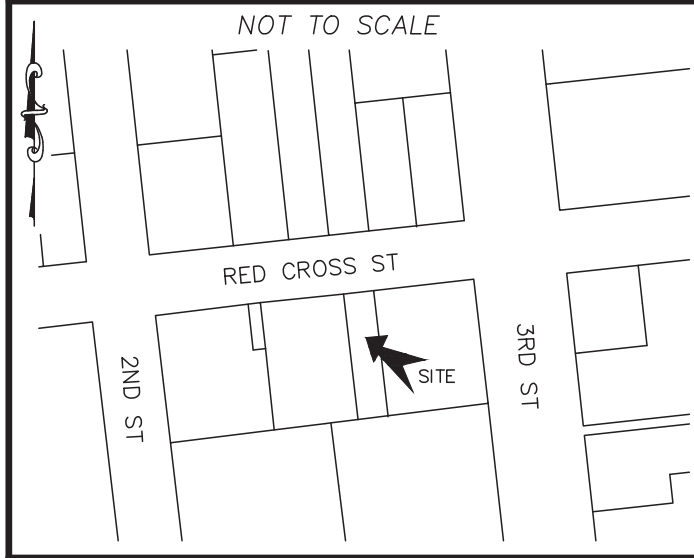 NOT TO SCALE
RED CROSS ST
2ND ST
3RD ST
SITE